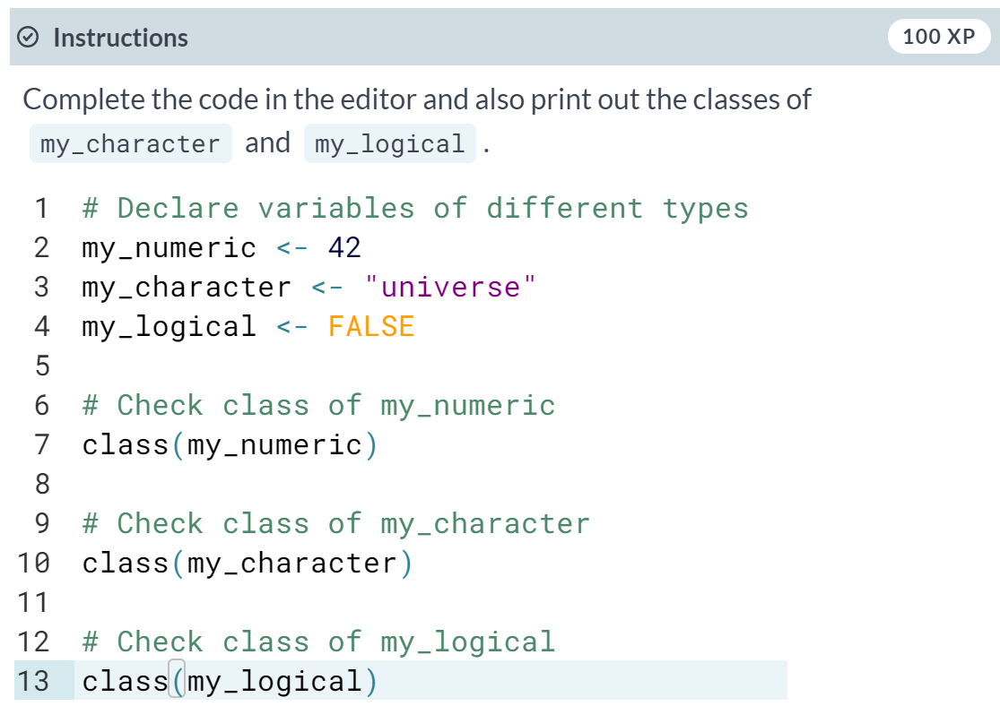 Instructions
100 XP
Complete the code in the editor and also print out the classes of
my_character and my_logical .
1 # Declare variables of different types
2 my_numeric <- 42
3 my_character <- "universe"
4 my_logical <- FALSE
5
6 # Check class of my_numeric
7 class(my_numeric)
8
9 # Check class of my_character
10 class(my_character)
11
12 # Check class of my_logical
13 class(my_logical)